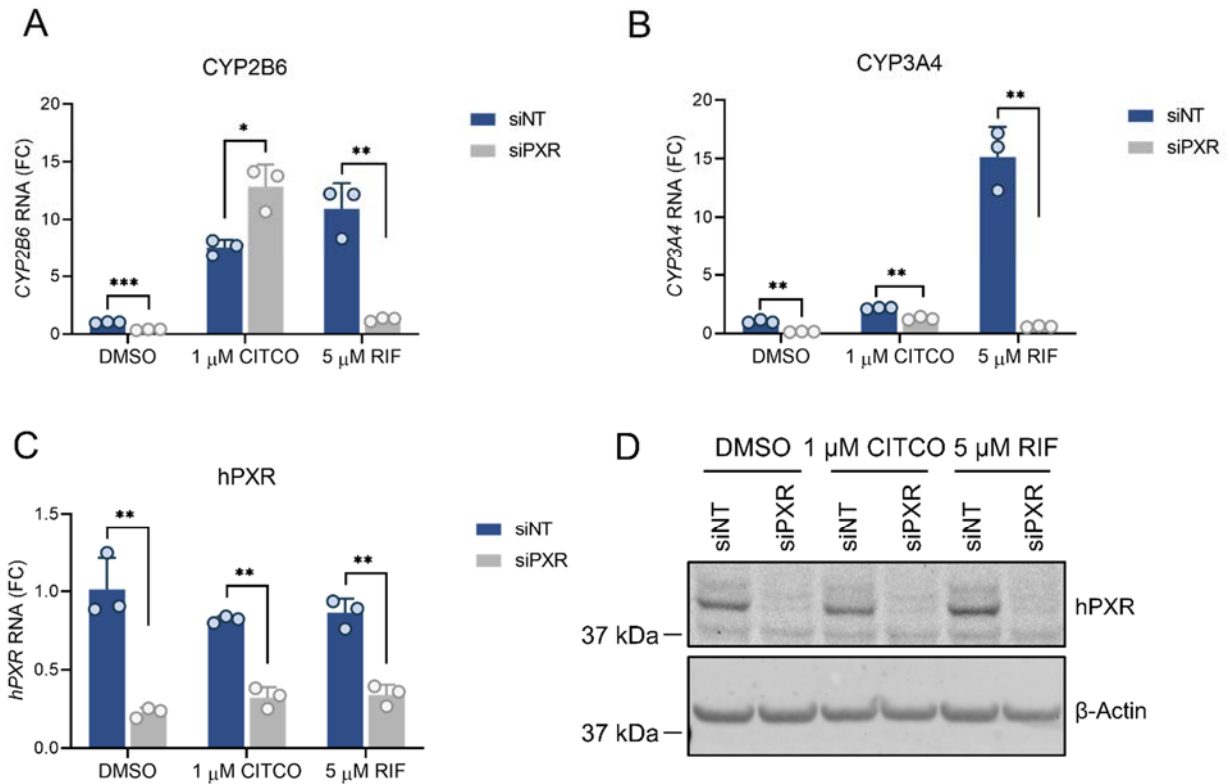 A
CYP2B6
CYP2B6 RNA (FC)
20
15
10
5
0
***
*
**
DMSO
1 μM CITCO
5 μM RIF
siNT
siPXR
B
CYP3A4
CYP3A4 RNA (FC)
20
15
10
5
0
**
**
**
DMSO
1 μM CITCO
5 μM RIF
siNT
siPXR
C
hPXR
hPXR RNA (FC)
1.5
1.0
0.5
0.0
**
**
**
DMSO
1 μM CITCO
5 μM RIF
siNT
siPXR
D
DMSO 1 μM CITCO 5 μM RIF
siNT siPXR siNT siPXR siNT siPXR
hPXR
37 kDa
β-Actin
37 kDa